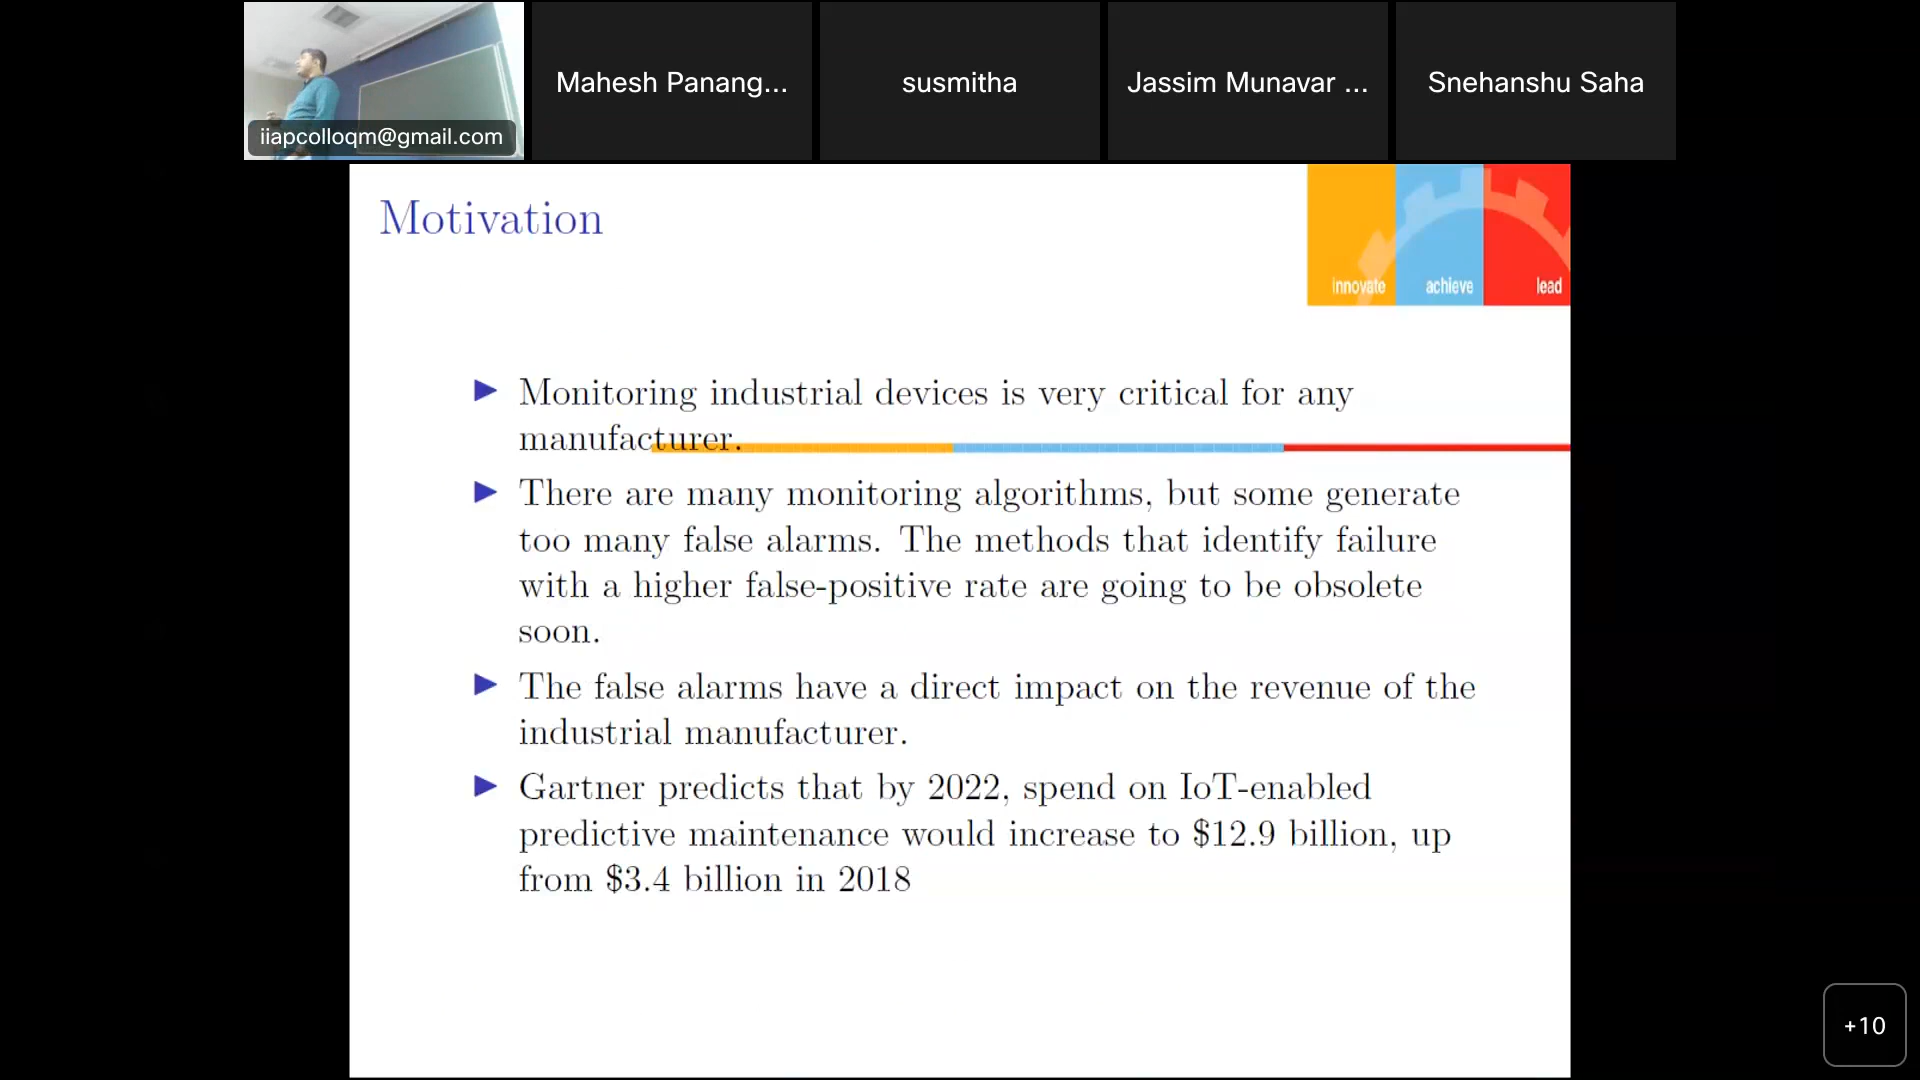 iiapcolloqm@gmail.com
Mahesh Panang...
susmitha
Jassim Munavar ...
Snehanshu Saha
Motivation
innovate
achieve
lead
Monitoring industrial devices is very critical for any
manufacturer.
There are many monitoring algorithms, but some generate
too many false alarms. The methods that identify failure
with a higher false-positive rate are going to be obsolete
soon.
The false alarms have a direct impact on the revenue of the
industrial manufacturer.
Gartner predicts that by 2022, spend on IoT-enabled
predictive maintenance would increase to $12.9 billion, up
from $3.4 billion in 2018
+10